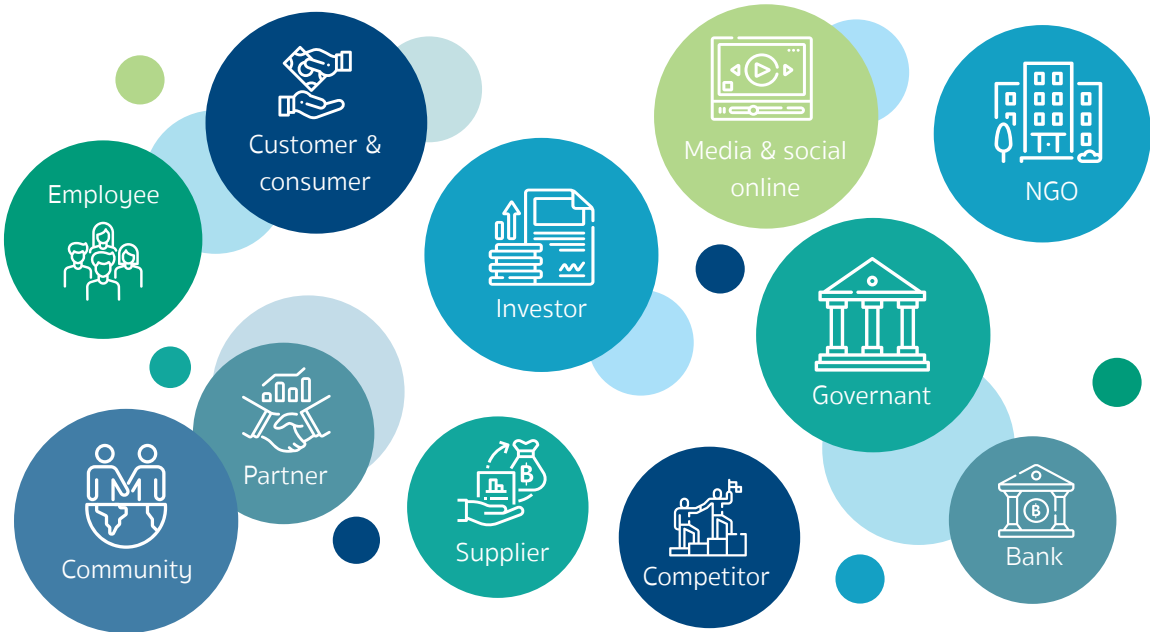 Customer &
consumer
Media & social
online
NGO
Employee
Investor
Governant
Partner
Community
Supplier
Competitor
Bank
฿
฿